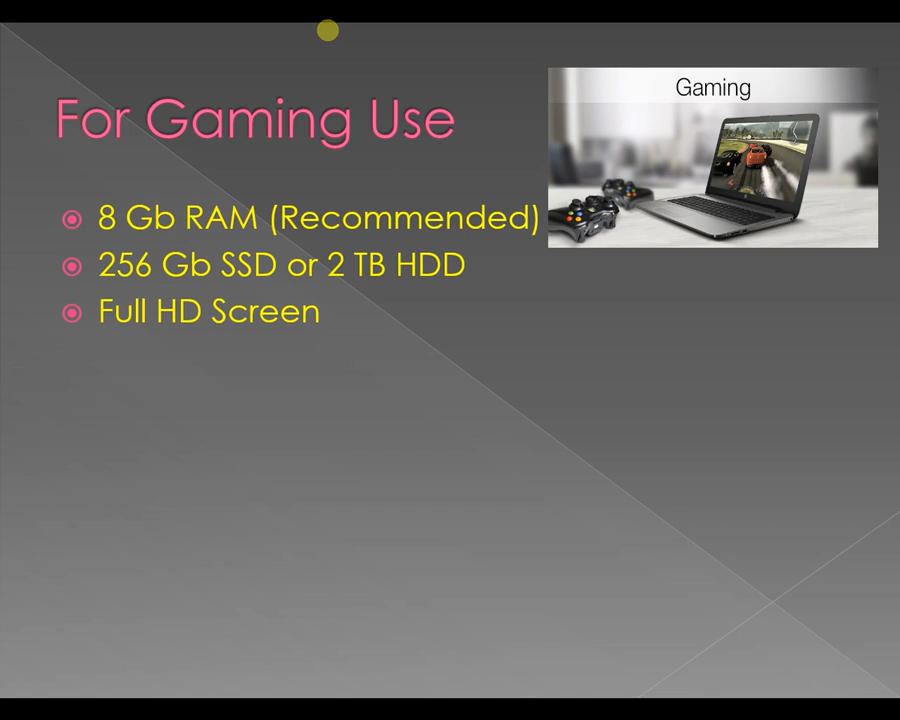 For Gaming Use
Gaming
8 Gb RAM (Recommended)
256 Gb SSD or 2 TB HDD
Full HD Screen